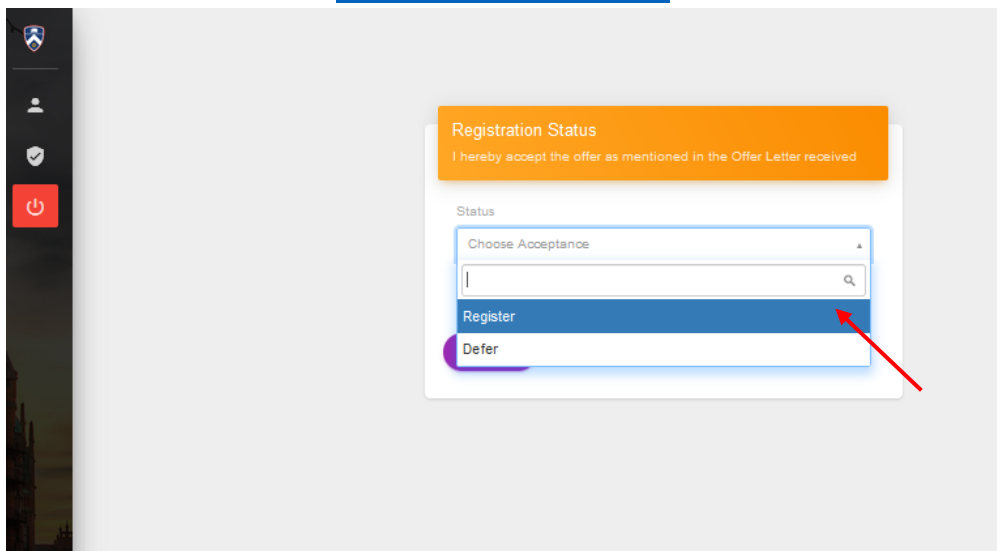 Registration Status
I hereby accept the offer as mentioned in the Offer Letter received
Status
Choose Acceptance
Register
Defer